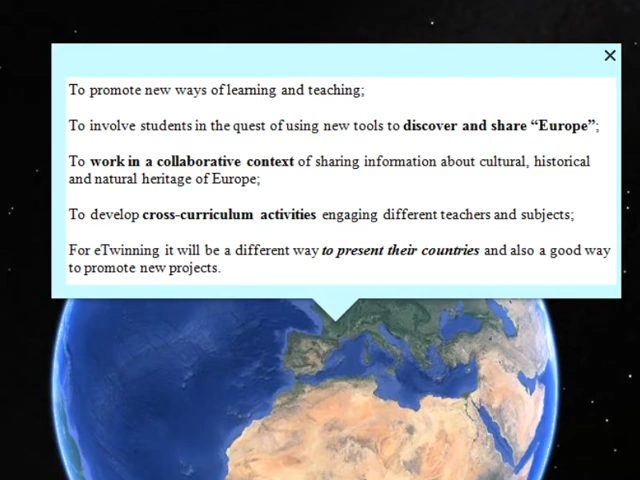 To promote new ways of learning and teaching;
To involve students in the quest of using new tools to discover and share “Europe”;
To work in a collaborative context of sharing information about cultural, historical
and natural heritage of Europe;
To develop cross-curriculum activities engaging different teachers and subjects;
For eTwinning it will be a different way to present their countries and also a good way
to promote new projects.